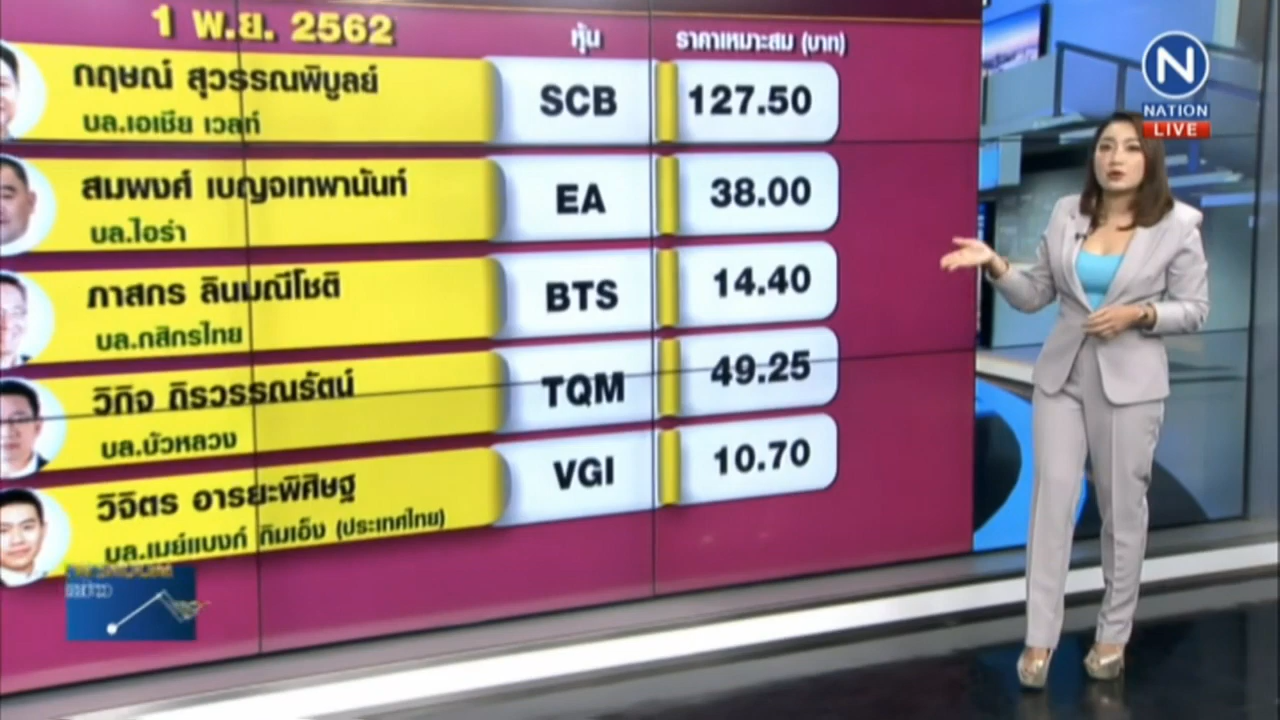 1 พ.ย. 2562
หุ้น
ราคาเหมาะสม (บาท)
กฤษณ์ สุวรรณพิบูลย์
บล.เอเชีย เวลท์
SCB
127.50
สมพงศ์ เบญจเทพานันท์
บล.ไอร่า
EA
38.00
ภาสกร ลินมณีโชติ
บล.กสิกรไทย
BTS
14.40
วิกิจ ถิรวรรณรัตน์
บล.บัวหลวง
TQM
49.25
วิจิตร อารยะพิศิษฐ
บล.เมย์แบงก์ กิมเอ็ง (ประเทศไทย)
VGI
10.70
N
NATION
LIVE